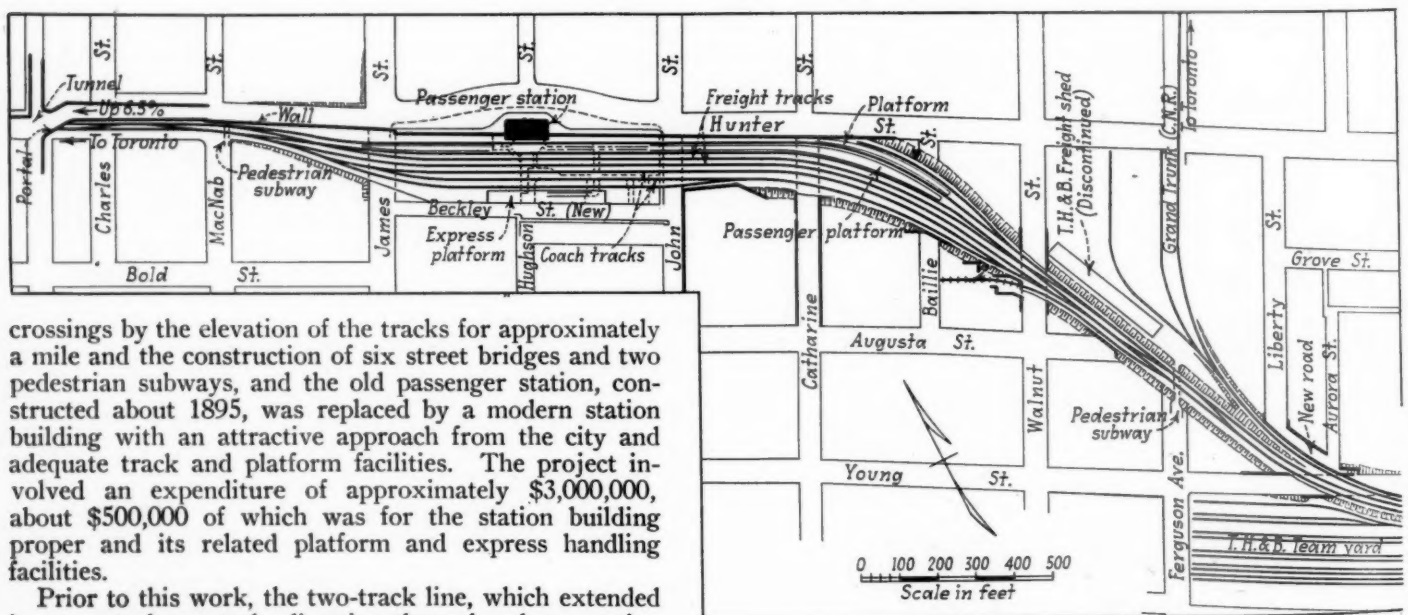 Tunnel
Up 6.5%
To Toronto
Portal
Charles St.
MacNab St.
Wall
Pedestrian subway
Bold St.
James St.
Passenger station
Beckley St. (New)
Express platform
Hughson St.
Coach tracks
John St.
Freight tracks
Hunter St.
Platform
Passenger platform
Catharine St.
Baillie St.
Augusta St.
Walnut St.
Young St.
T.H.&B. Freight shed (Discontinued)
Grand Trunk (C.N.R.)
To Toronto
Liberty St.
Grove St.
New road
Aurora St.
Pedestrian subway
Ferguson Ave.
T.H.&B. Team yard
0 100 200 300 400 500
Scale in feet
crossings by the elevation of the tracks for approximately
a mile and the construction of six street bridges and two
pedestrian subways, and the old passenger station, con-
structed about 1895, was replaced by a modern station
building with an attractive approach from the city and
adequate track and platform facilities. The project in-
volved an expenditure of approximately $3,000,000,
about $500,000 of which was for the station building
proper and its related platform and express handling
facilities.
Prior to this work, the two-track line, which extended